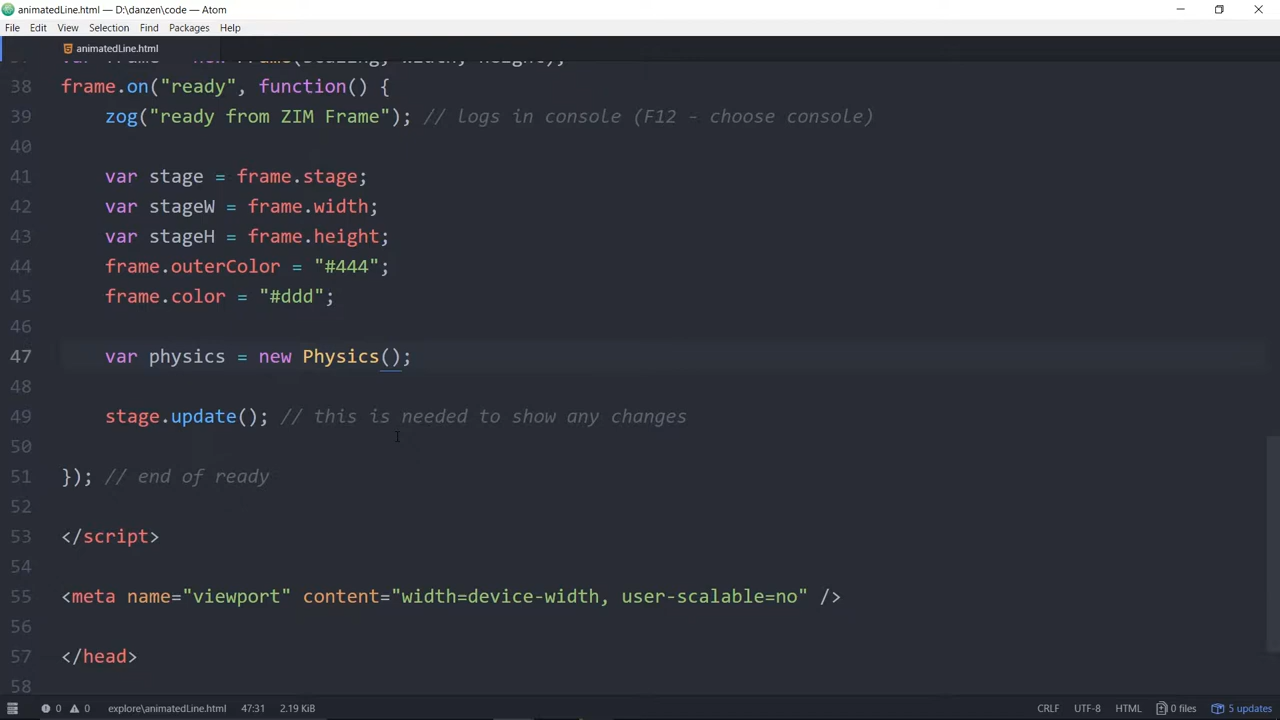 animatedLine.html — D:\danzen\code — Atom
File Edit View Selection Find Packages Help
animatedLine.html
38 frame.on("ready", function() {
39 zog("ready from ZIM Frame"); // logs in console (F12 - choose console)
40
41 var stage = frame.stage;
42 var stageW = frame.width;
43 var stageH = frame.height;
44 frame.outerColor = "#444";
45 frame.color = "#ddd";
46
47 var physics = new Physics();
48
49 stage.update(); // this is needed to show any changes
50
51 }); // end of ready
52
53 </script>
54
55 <meta name="viewport" content="width=device-width, user-scalable=no" />
56
57 </head>
58
0 0 explore\animatedLine.html 47:31 2.19 KiB CRLF UTF-8 HTML 0 files 5 updates